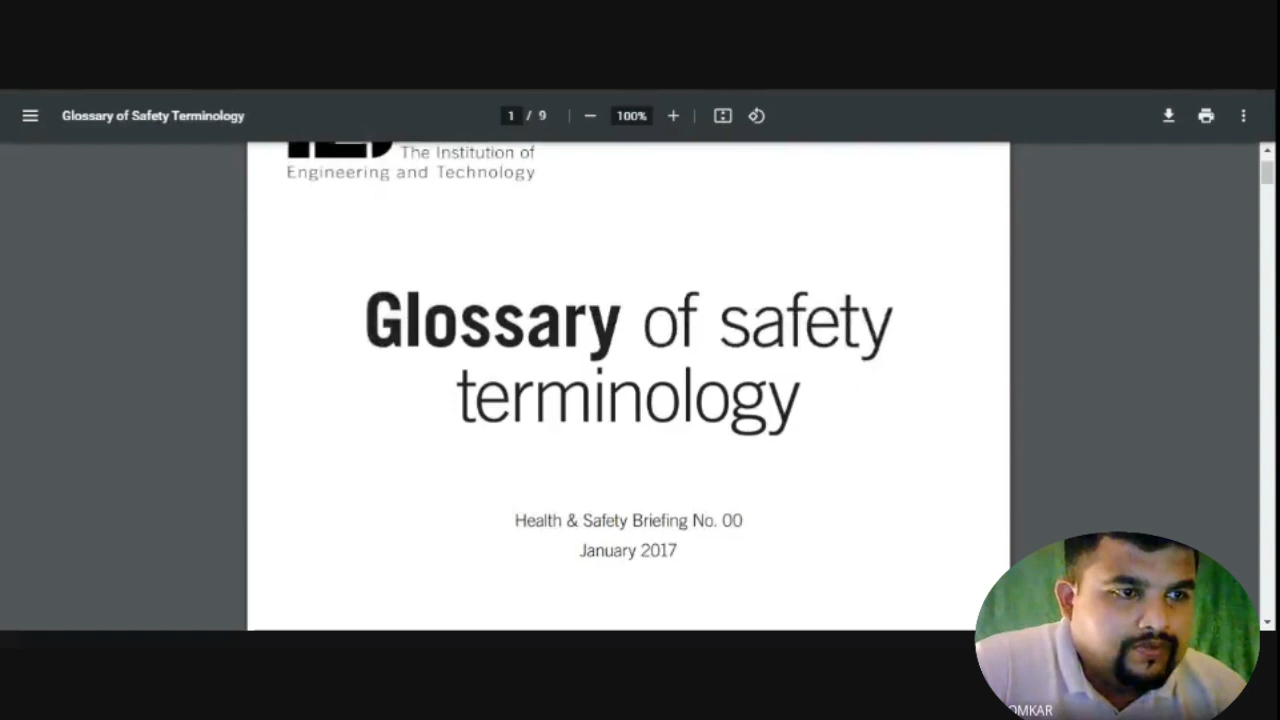 Glossary of Safety Terminology
1 / 9
100%
The Institution of
Engineering and Technology
Glossary of safety
terminology
Health & Safety Briefing No. 00
January 2017
OMKAR